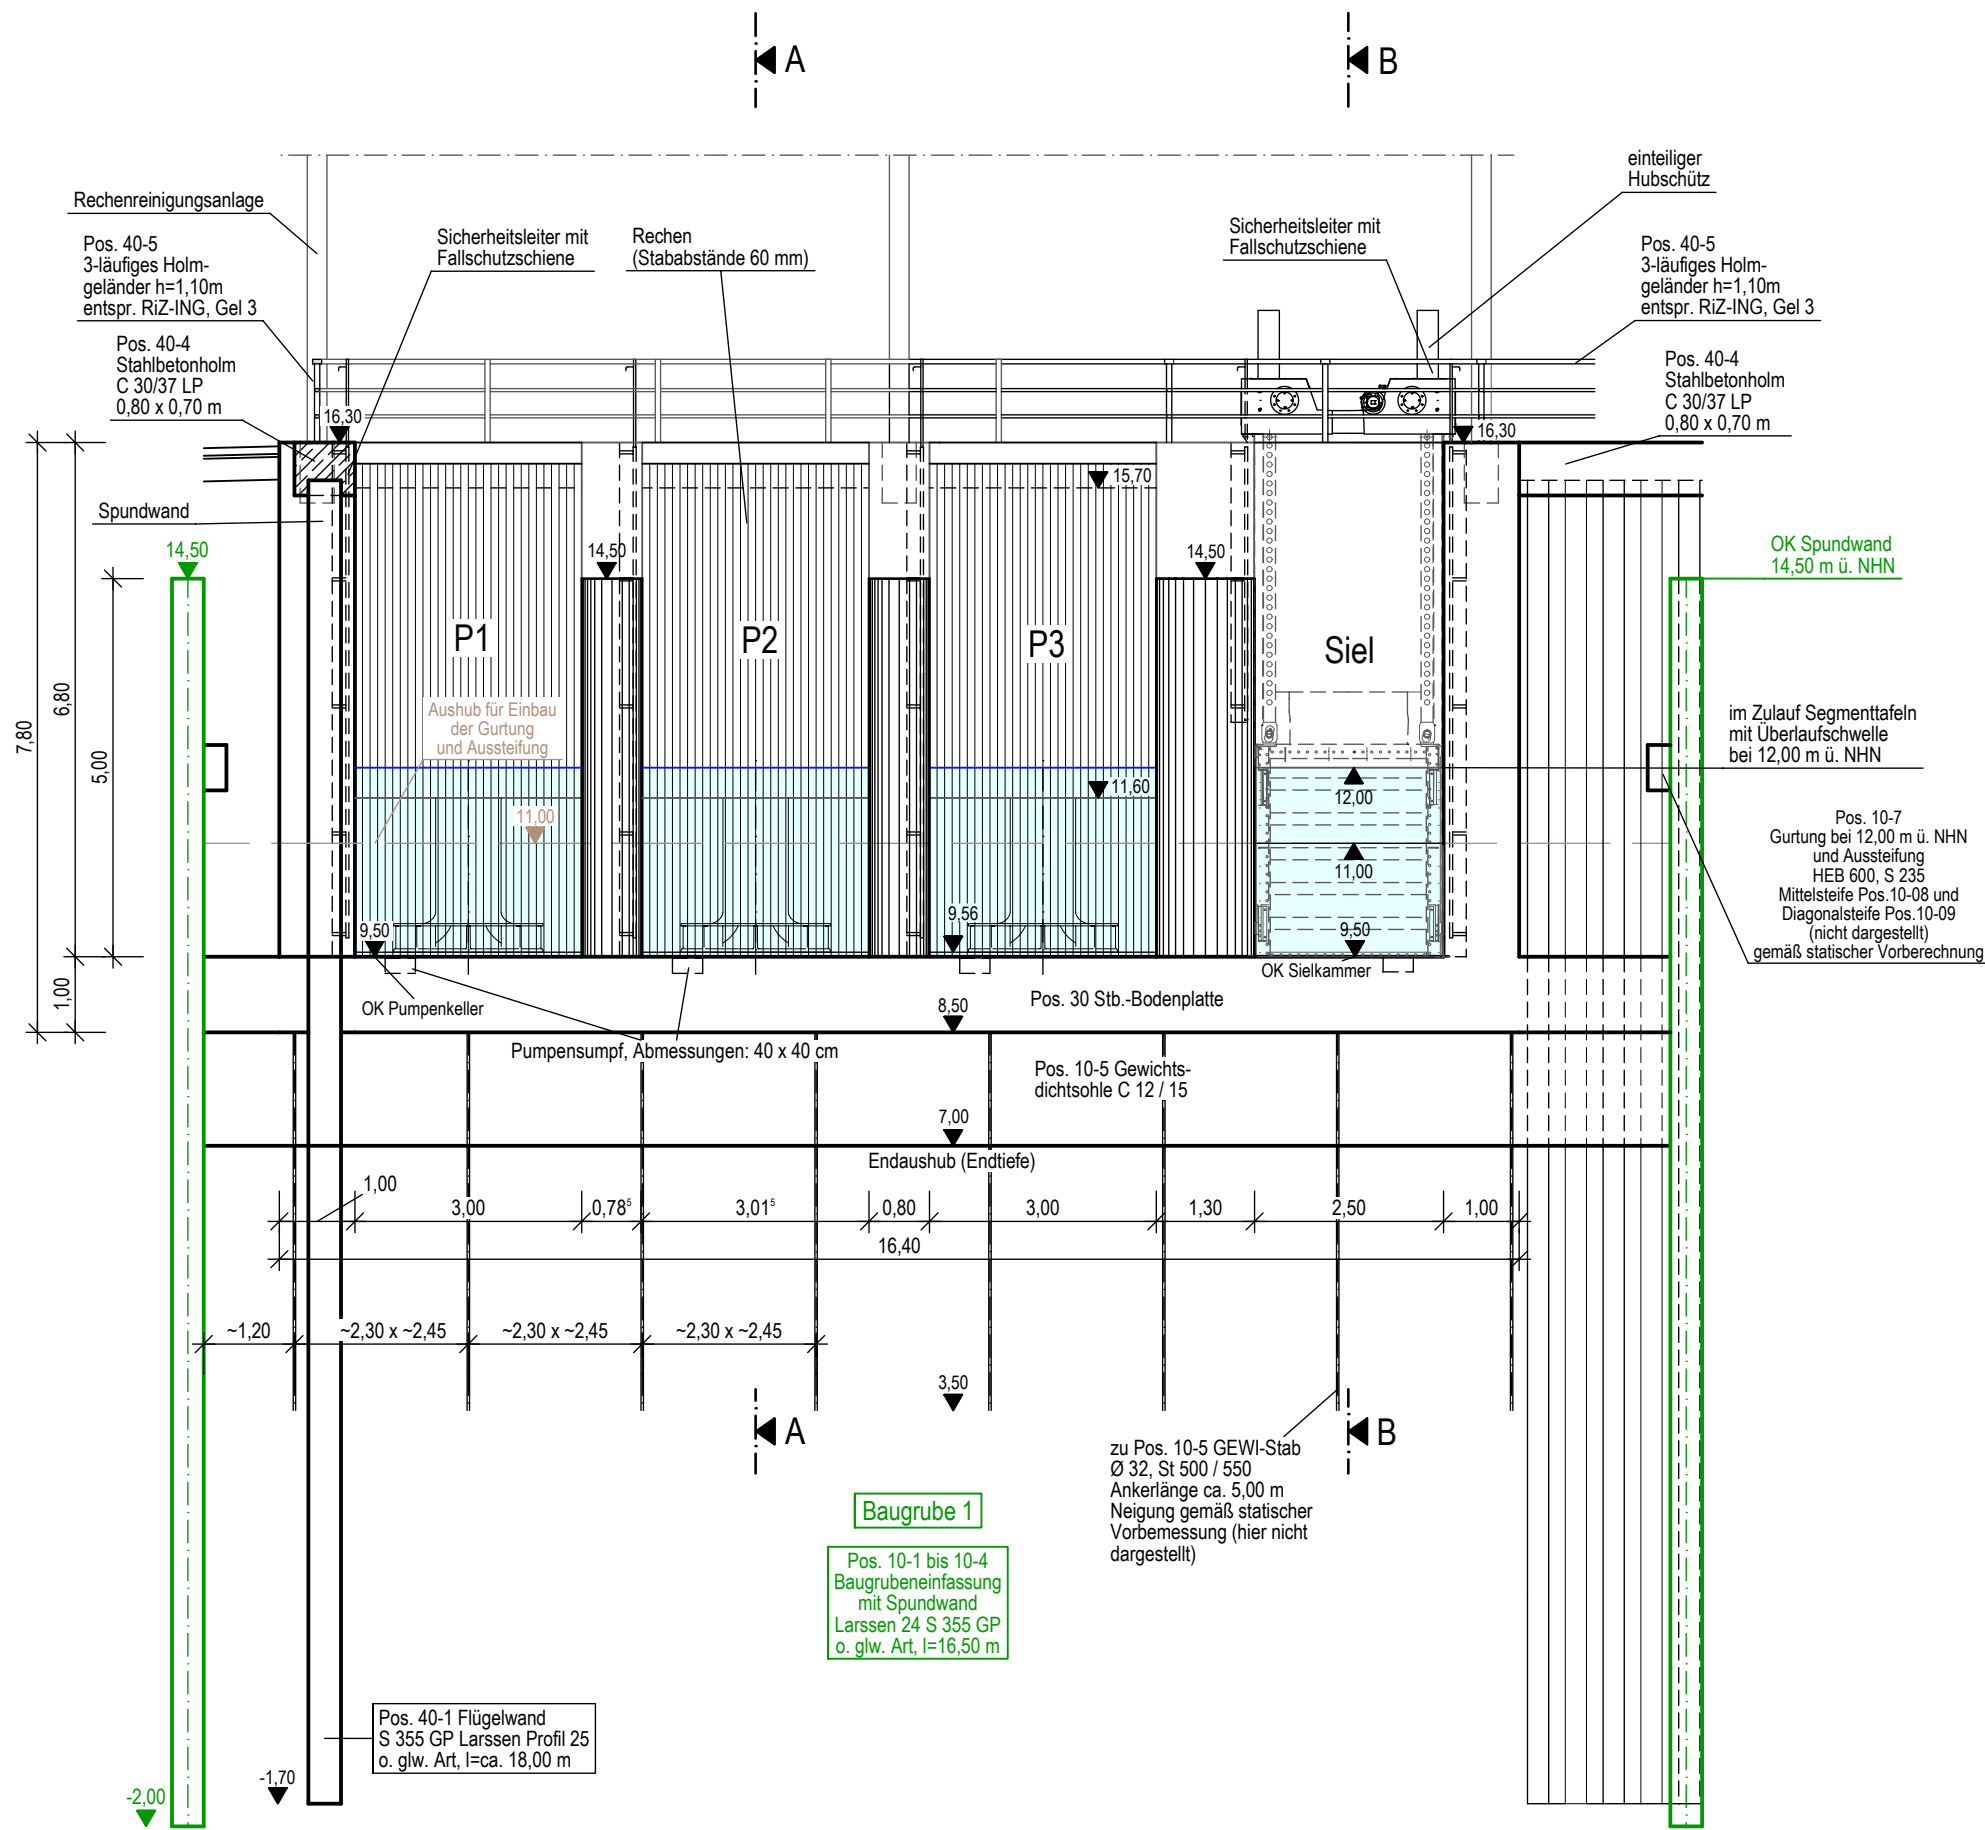 A
B
einteiliger
Hubschütz
Rechenreinigungsanlage
Sicherheitsleiter mit
Fallschutzschiene
Rechen
(Stababstände 60 mm)
Sicherheitsleiter mit
Fallschutzschiene
Pos. 40-5
3-läufiges Holm-
geländer h=1,10m
entspr. RiZ-ING, Gel 3
Pos. 40-5
3-läufiges Holm-
geländer h=1,10m
entspr. RiZ-ING, Gel 3
Pos. 40-4
Stahlbetonholm
C 30/37 LP
0,80 x 0,70 m
Pos. 40-4
Stahlbetonholm
C 30/37 LP
0,80 x 0,70 m
16,30
16,30
15,70
Spundwand
14,50
14,50
14,50
OK Spundwand
14,50 m ü. NHN
P1
P2
P3
Siel
7,80
6,80
5,00
1,00
Aushub für Einbau
der Gurtung
und Aussteifung
11,00
im Zulauf Segmenttafeln
mit Überlaufschwelle
bei 12,00 m ü. NHN
11,60
12,00
11,00
Pos. 10-7
Gurtung bei 12,00 m ü. NHN
und Aussteifung
HEB 600, S 235
Mittelsteife Pos.10-08 und
Diagonalsteife Pos.10-09
(nicht dargestellt)
gemäß statischer Vorberechnung
9,50
9,56
9,50
OK Sielkammer
OK Pumpenkeller
Pos. 30 Stb.-Bodenplatte
8,50
Pumpensumpf, Abmessungen: 40 x 40 cm
Pos. 10-5 Gewichts-
dichtsohle C 12 / 15
7,00
Endaushub (Endtiefe)
1,00
3,00
0,78⁵
3,01⁵
0,80
3,00
1,30
2,50
1,00
16,40
~1,20
~2,30 x ~2,45
~2,30 x ~2,45
~2,30 x ~2,45
3,50
A
B
zu Pos. 10-5 GEWI-Stab
Ø 32, St 500 / 550
Ankerlänge ca. 5,00 m
Neigung gemäß statischer
Vorbemessung (hier nicht
dargestellt)
Baugrube 1
Pos. 10-1 bis 10-4
Baugrubeneinfassung
mit Spundwand
Larssen 24 S 355 GP
o. glw. Art, l=16,50 m
Pos. 40-1 Flügelwand
S 355 GP Larssen Profil 25
o. glw. Art, l=ca. 18,00 m
-1,70
-2,00